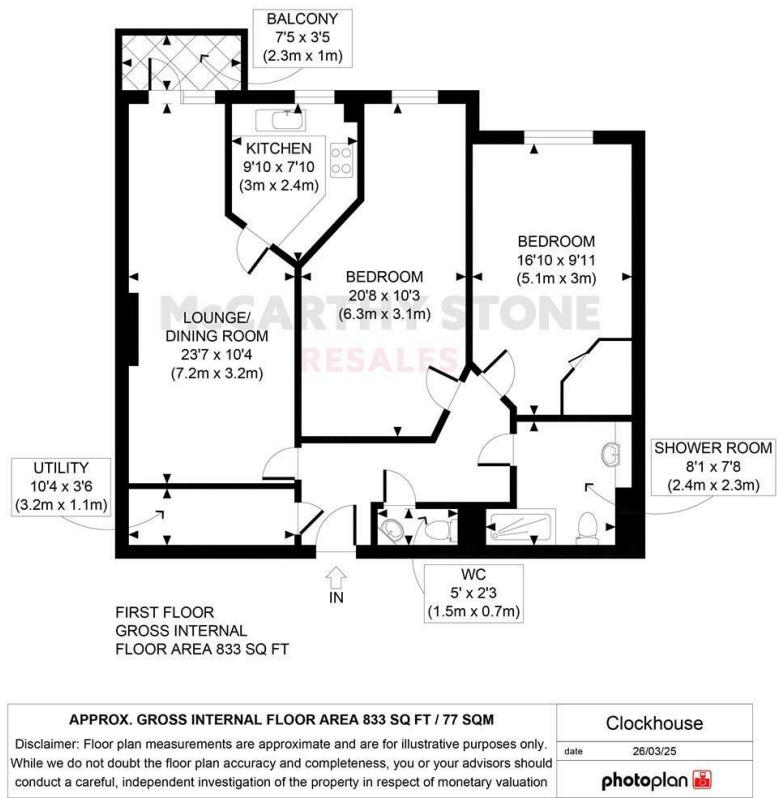 BALCONY
7'5 x 3'5
(2.3m x 1m)
KITCHEN
9'10 x 7'10
(3m x 2.4m)
BEDROOM
16'10 x 9'11
(5.1m x 3m)
BEDROOM
20'8 x 10'3
(6.3m x 3.1m)
McCARTHY STONE
RESALES
LOUNGE/
DINING ROOM
23'7 x 10'4
(7.2m x 3.2m)
UTILITY
10'4 x 3'6
(3.2m x 1.1m)
SHOWER ROOM
8'1 x 7'8
(2.4m x 2.3m)
WC
5' x 2'3
(1.5m x 0.7m)
IN
FIRST FLOOR
GROSS INTERNAL
FLOOR AREA 833 SQ FT
APPROX. GROSS INTERNAL FLOOR AREA 833 SQ FT / 77 SQM
Disclaimer: Floor plan measurements are approximate and are for illustrative purposes only.
While we do not doubt the floor plan accuracy and completeness, you or your advisors should
conduct a careful, independent investigation of the property in respect of monetary valuation
Clockhouse
date 26/03/25
photoplan